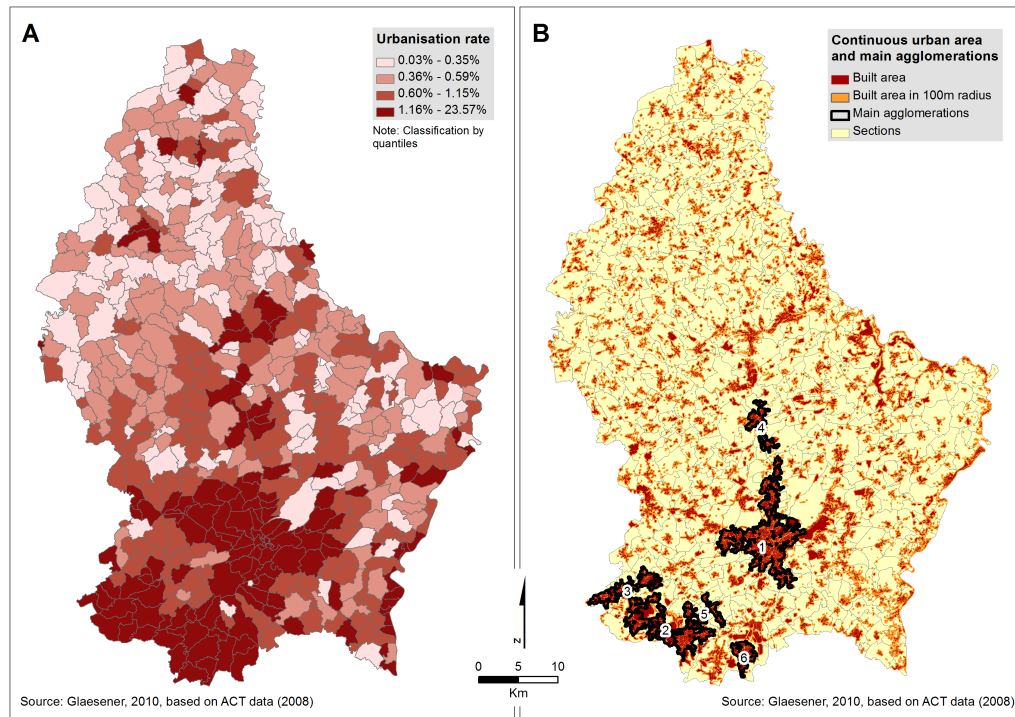 A
Urbanisation rate
0.03% - 0.35%
0.36% - 0.59%
0.60% - 1.15%
1.16% - 23.57%
Note: Classification by
quantiles
Source: Glaesener, 2010, based on ACT data (2008)
B
Continuous urban area
and main agglomerations
Built area
Built area in 100m radius
Main agglomerations
Sections
4
1
3
5
2
6
z
0 5 10
Km
Source: Glaesener, 2010, based on ACT data (2008)